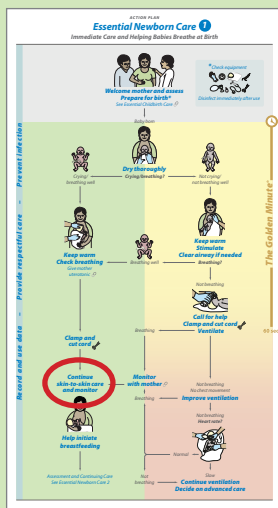 ACTION PLAN
Essential Newborn Care 1
Immediate Care and Helping Babies Breathe at Birth
Welcome mother and assess
Prepare for birth*
See Essential Childbirth Care
*Check equipment
Disinfect immediately after use
Baby born
Dry thoroughly
Crying/breathing?
Crying/
breathing well
Not crying/
not breathing well
Keep warm
Check breathing
Give mother
uterotonic
Breathing well
Keep warm
Stimulate
Clear airway if needed
Breathing?
Not breathing
Call for help
Clamp and cut cord
Ventilate
Breathing
Clamp and
cut cord
Continue
skin-to-skin care
and monitor
Monitor
with mother
Not breathing
No chest movement
Breathing
Improve ventilation
Not breathing
Heart rate?
Help initiate
breastfeeding
Normal
Slow
Assessment and Continuing Care
See Essential Newborn Care 2
Not
breathing
Continue ventilation
Decide on advanced care
Prevent infection
Provide respectful care
Record and use data
The Golden Minute
60 sec